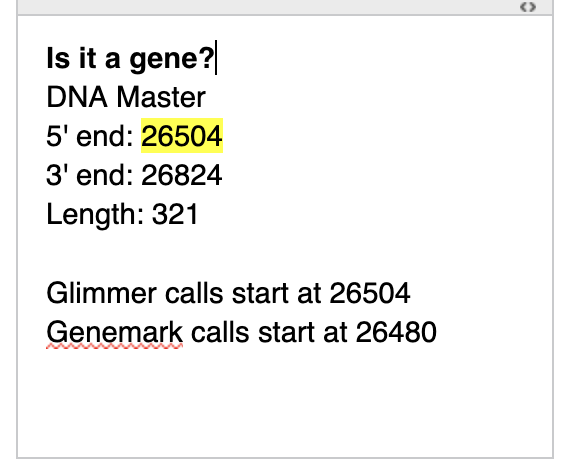 Is it a gene?
DNA Master
5' end: 26504
3' end: 26824
Length: 321
Glimmer calls start at 26504
Genemark calls start at 26480